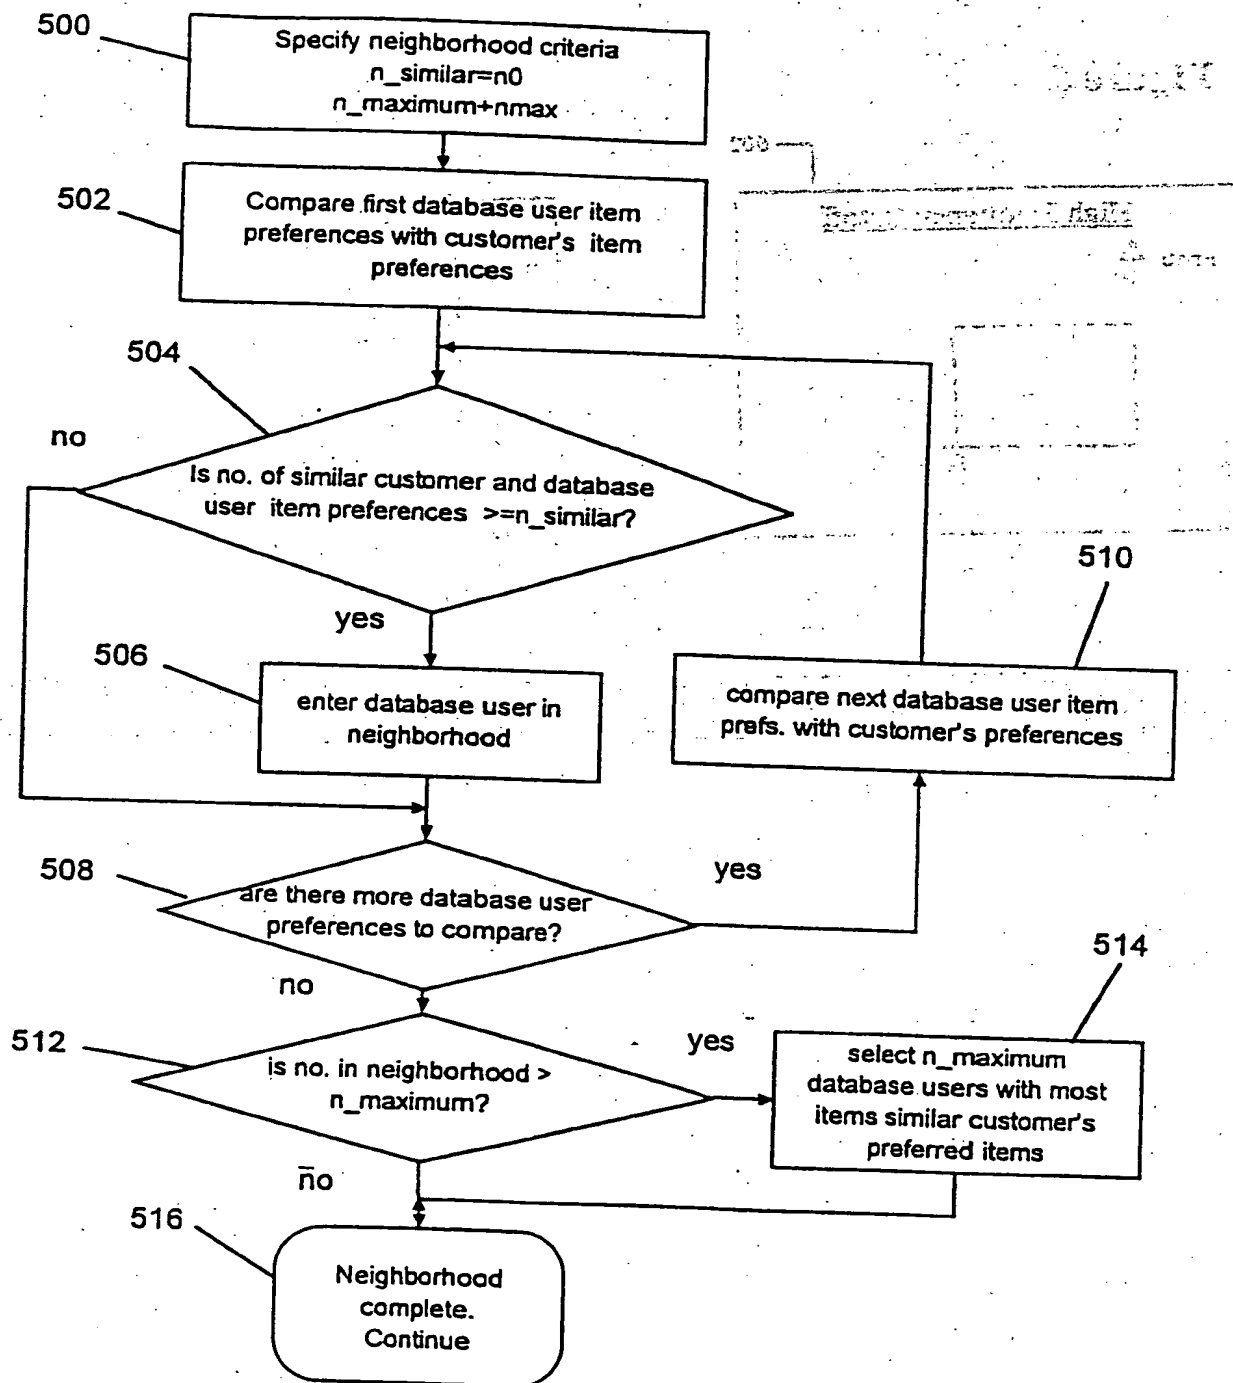 500
Specify neighborhood criteria
n_similar=n0
n_maximum+nmax
502
Compare first database user item
preferences with customer's item
preferences
504
no
Is no. of similar customer and database
user item preferences >=n_similar?
yes
506
enter database user in
neighborhood
510
compare next database user item
prefs. with customer's preferences
508
are there more database user
preferences to compare?
yes
no
512
is no. in neighborhood >
n_maximum?
yes
514
select n_maximum
database users with most
items similar customer's
preferred items
no
516
Neighborhood
complete.
Continue